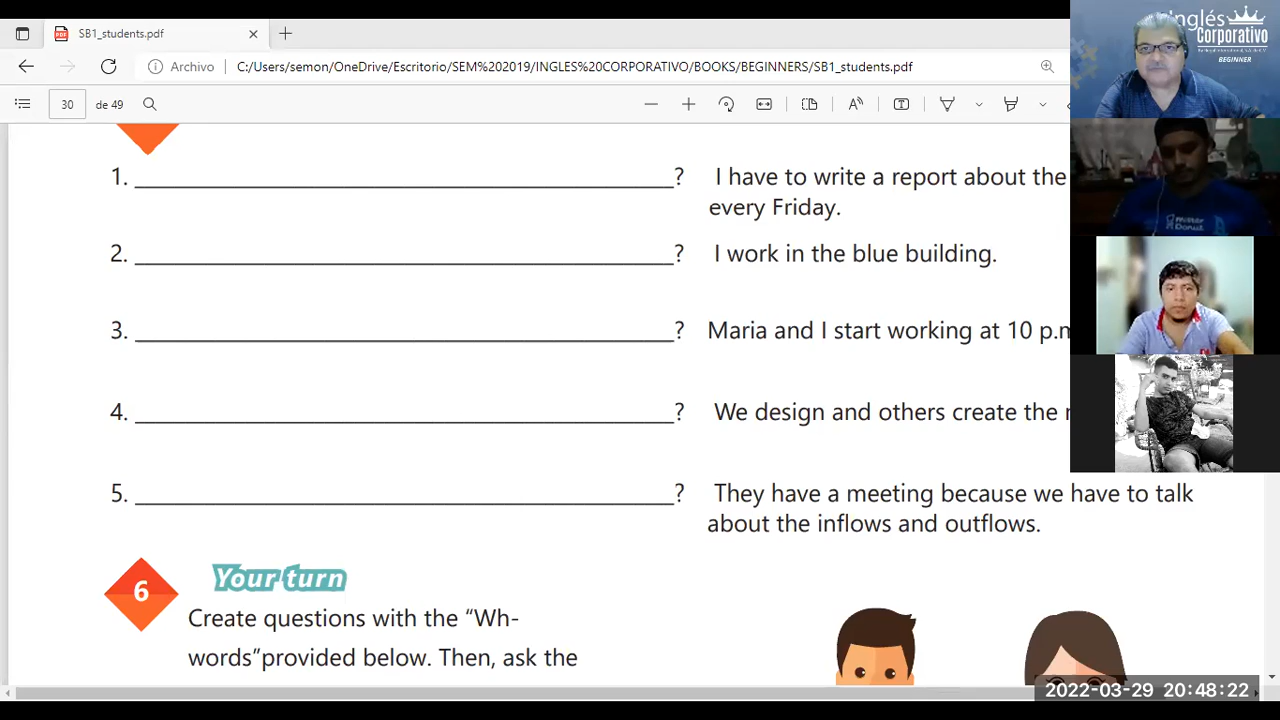 SB1_students.pdf
Archivo
C:/Users/semon/OneDrive/Escritorio/SEM%2019%20INGLES%20CORPORATIVO/BOOKS/BEGINNERS/SB1_students.pdf
30 de 49
Inglés
Corporativo
BEGINNER
1. ? I have to write a report about the
every Friday.
2. ? I work in the blue building.
3. ? Maria and I start working at 10 p.m
4. ? We design and others create the
5. ? They have a meeting because we have to talk
about the inflows and outflows.
6 Your turn
Create questions with the “Wh-
words”provided below. Then, ask the
2022-03-29 20:48:22